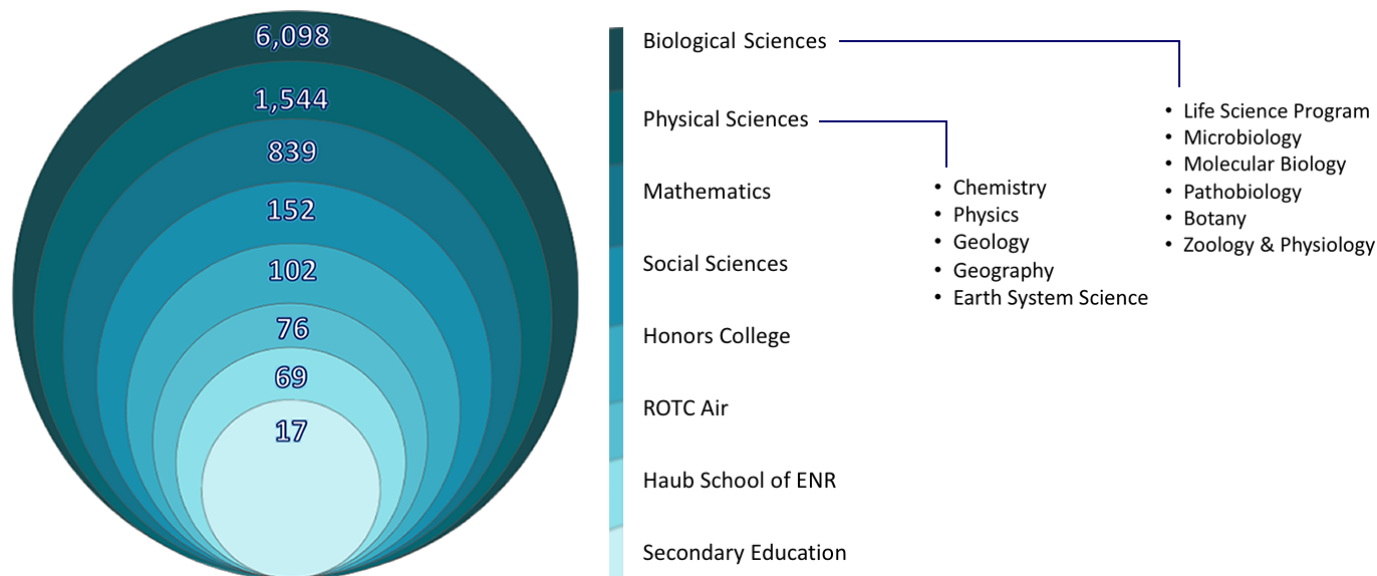 6,098
1,544
839
152
102
76
69
17
Biological Sciences
Physical Sciences
Mathematics
Social Sciences
Honors College
ROTC Air
Haub School of ENR
Secondary Education
• Chemistry
• Physics
• Geology
• Geography
• Earth System Science
• Life Science Program
• Microbiology
• Molecular Biology
• Pathobiology
• Botany
• Zoology & Physiology